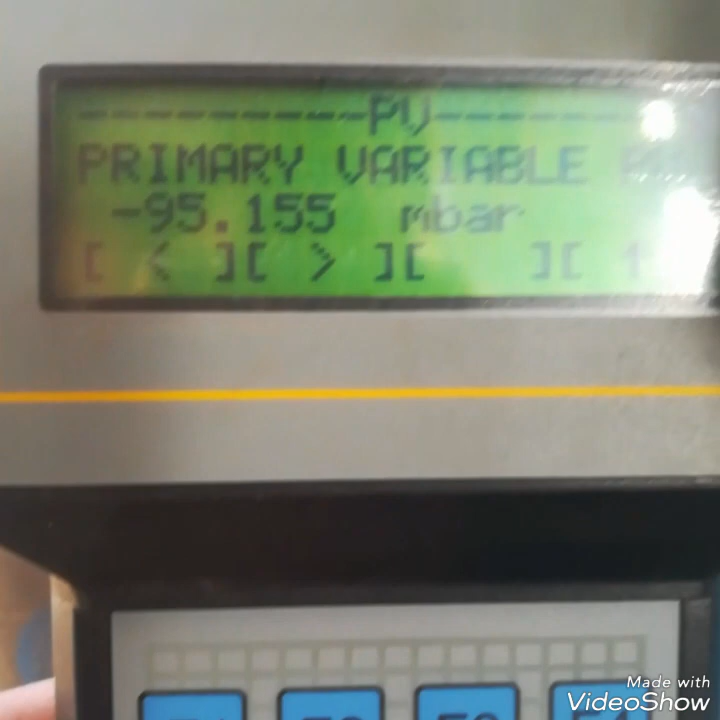 ----------PV-------
PRIMARY VARIABLE
-95.155 mbar
[ < ][ > ][ ][ ↑
Made with
VideoShow